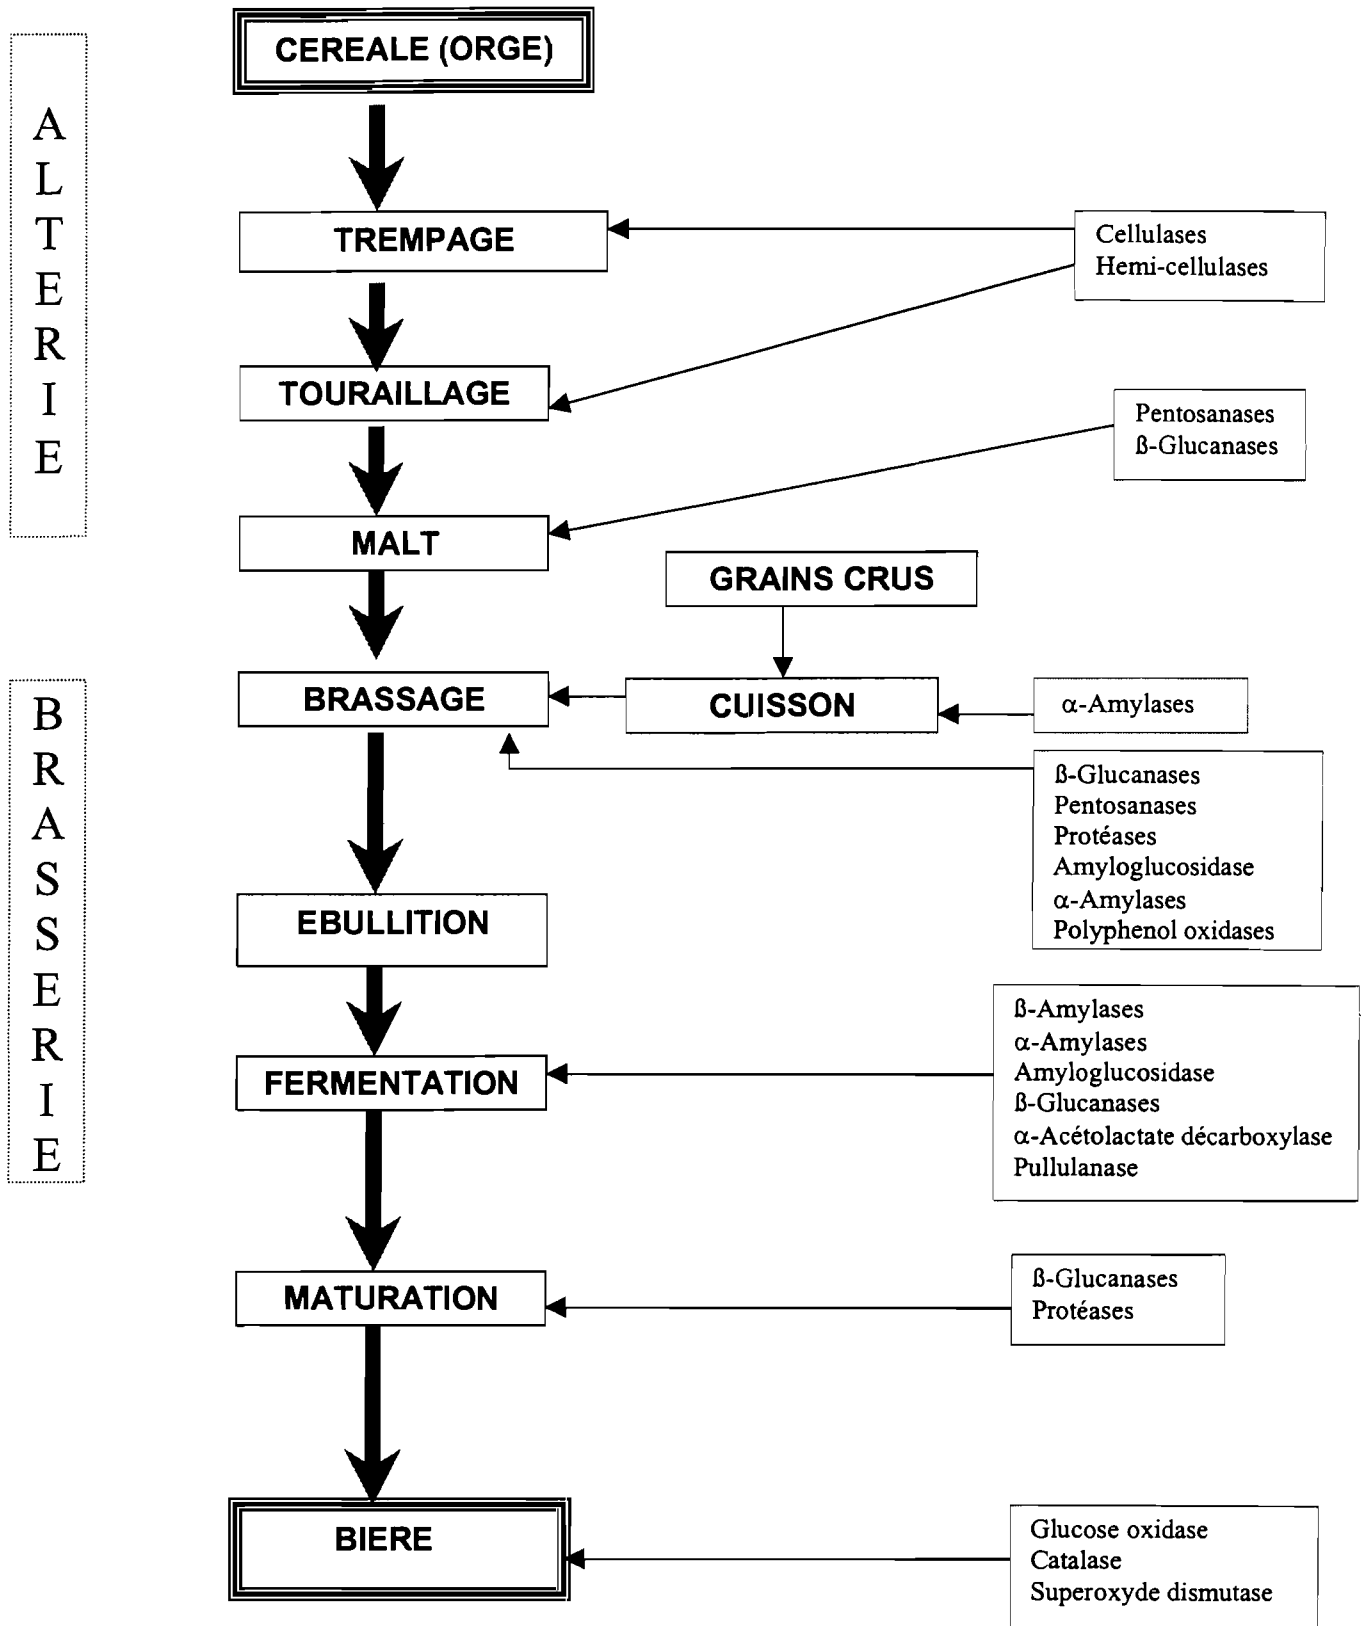 CEREALE (ORGE)
A
L
T
E
R
I
E
TREMPAGE
Cellulases
Hemi-cellulases
TOURAILLAGE
Pentosanases
ß-Glucanases
MALT
GRAINS CRUS
B
R
A
S
S
E
R
I
E
BRASSAGE
CUISSON
α-Amylases
ß-Glucanases
Pentosanases
Protéases
Amyloglucosidase
α-Amylases
Polyphenol oxidases
EBULLITION
ß-Amylases
α-Amylases
Amyloglucosidase
ß-Glucanases
α-Acétolactate décarboxylase
Pullulanase
FERMENTATION
MATURATION
ß-Glucanases
Protéases
BIERE
Glucose oxidase
Catalase
Superoxyde dismutase